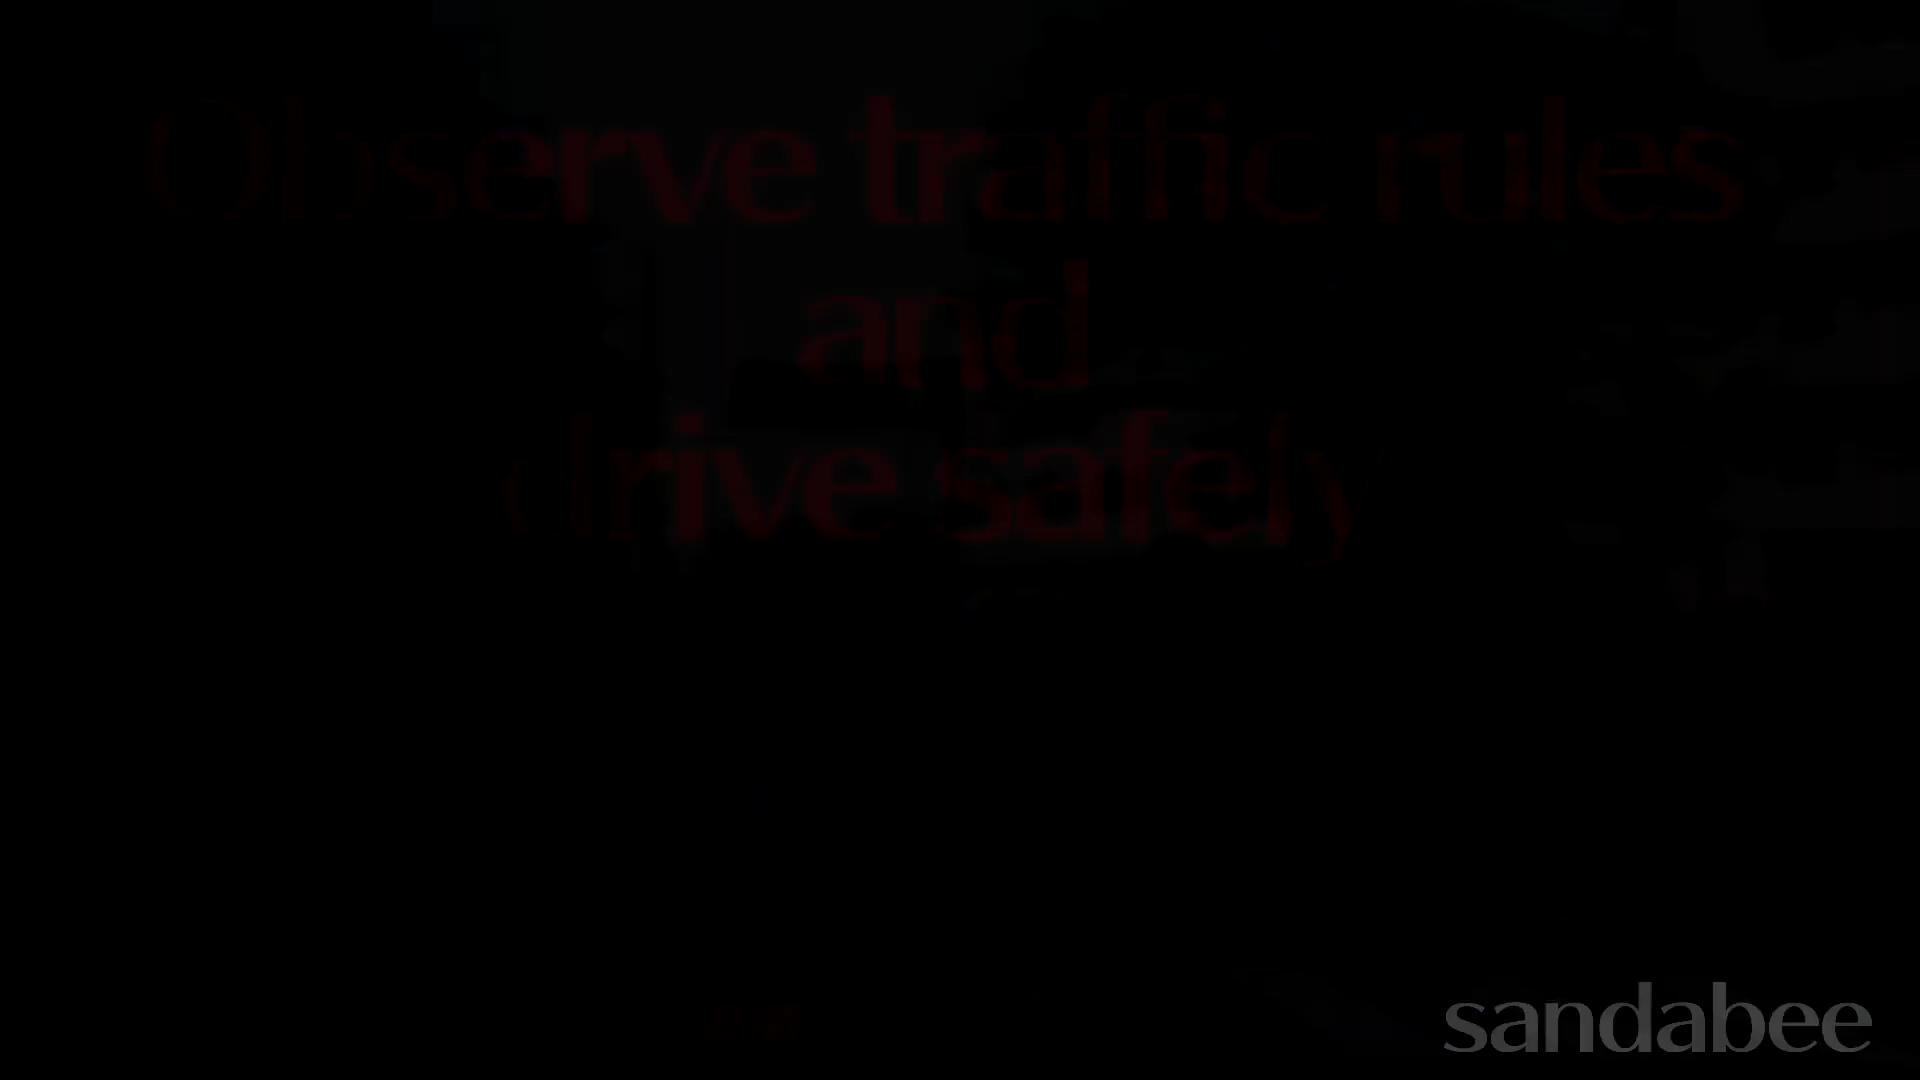 Observe traffic rules
and
drive safely
sandabee